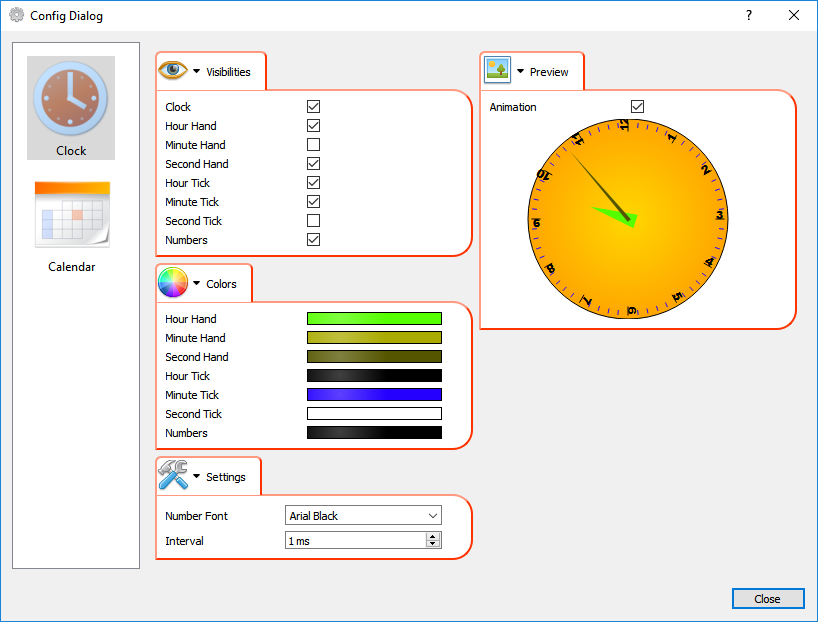 Config Dialog
?
Clock
Calendar
Visibilities
Clock
Hour Hand
Minute Hand
Second Hand
Hour Tick
Minute Tick
Second Tick
Numbers
Colors
Hour Hand
Minute Hand
Second Hand
Hour Tick
Minute Tick
Second Tick
Numbers
Settings
Number Font Arial Black
Interval 1 ms
Preview
Animation
12
1
2
3
4
5
6
7
8
9
10
11
Close